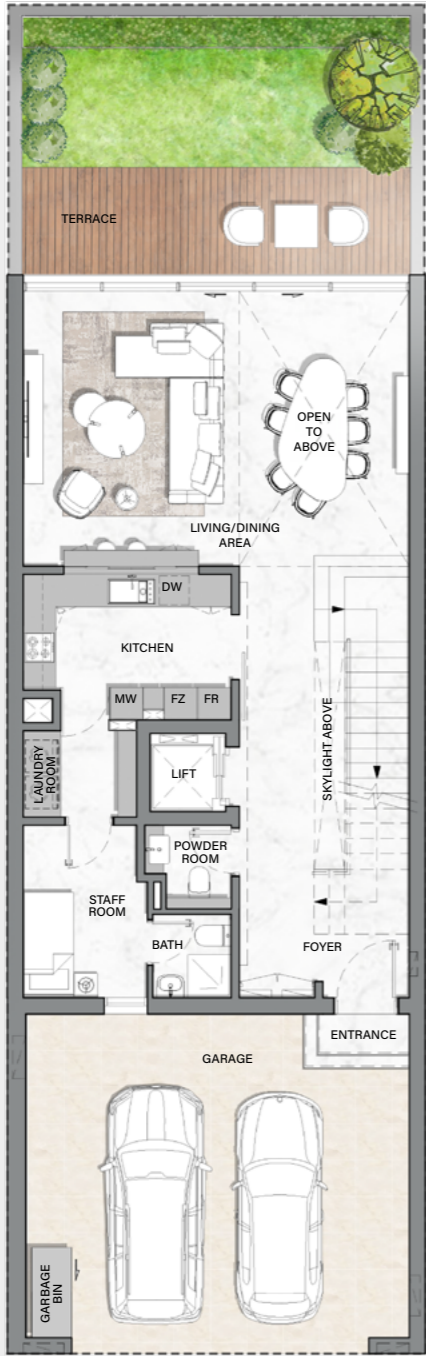 TERRACE
OPEN
TO
ABOVE
LIVING/DINING
AREA
DW
KITCHEN
MW
FZ
FR
LAUNDRY
ROOM
LIFT
SKYLIGHT ABOVE
POWDER
ROOM
STAFF
ROOM
BATH
FOYER
ENTRANCE
GARAGE
GARBAGE
BIN